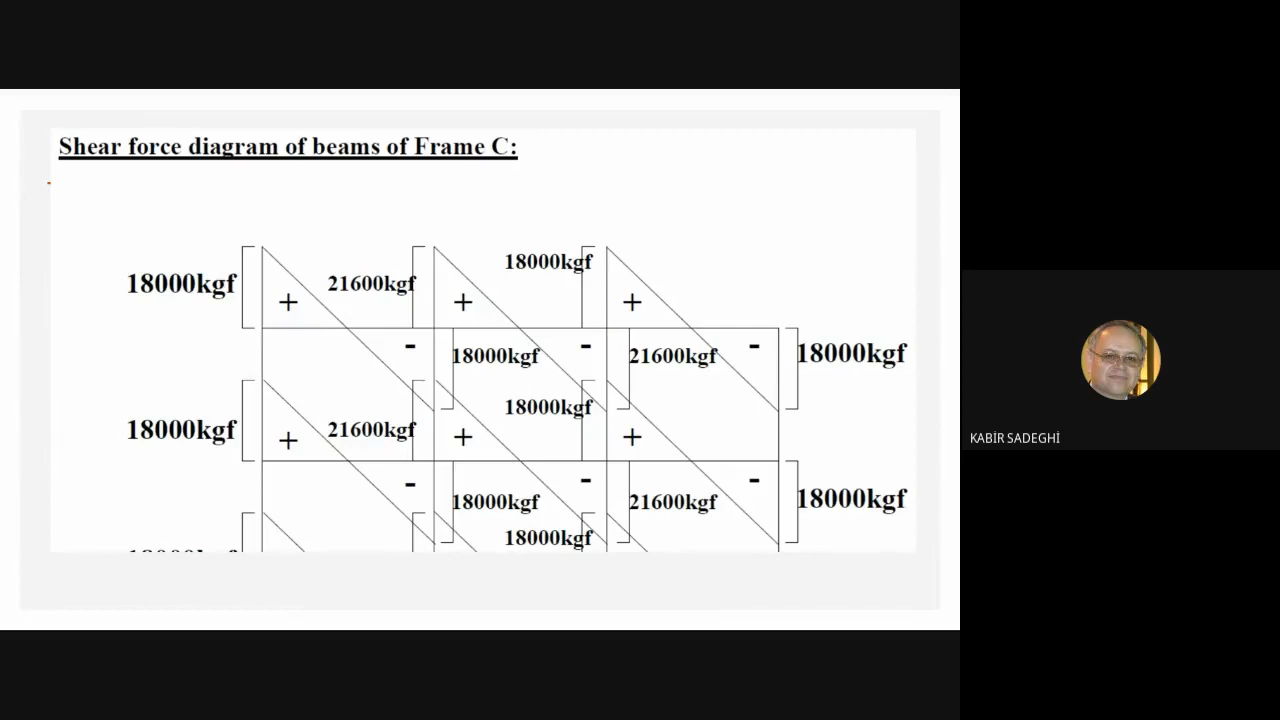 Shear force diagram of beams of Frame C:
18000kgf
18000kgf
+
21600kgf
+
+
-
18000kgf
-
21600kgf
-
18000kgf
18000kgf
18000kgf
+
21600kgf
+
+
-
18000kgf
-
21600kgf
-
18000kgf
18000kgf
KABİR SADEGHİ